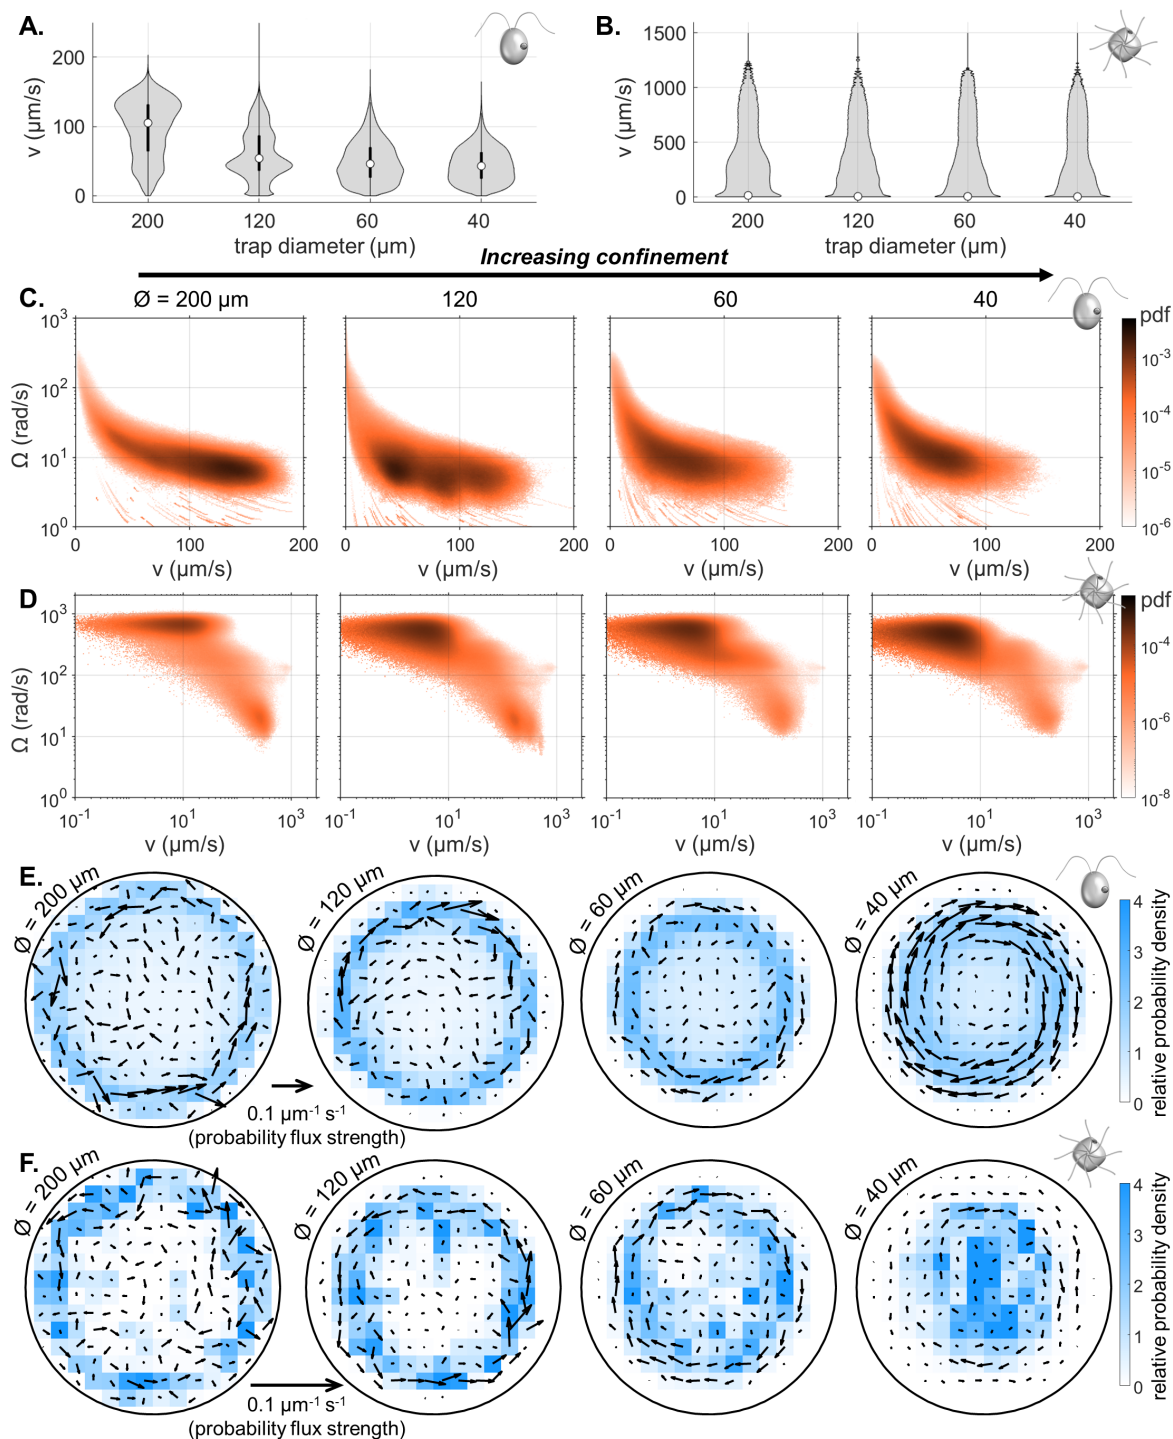 A.
B.
v (µm/s)
200
100
0
200
120
60
40
trap diameter (µm)
v (µm/s)
1500
1000
500
0
200
120
60
40
trap diameter (µm)
Increasing confinement
C.
Ø = 200 µm
120
60
40
Ω (rad/s)
10³
10²
10¹
10⁰
0
100
200
0
100
200
0
100
200
0
100
200
v (µm/s)
v (µm/s)
v (µm/s)
v (µm/s)
pdf
10⁻³
10⁻⁴
10⁻⁵
10⁻⁶
D
Ω (rad/s)
10³
10²
10¹
10⁰
10⁻¹
10¹
10³
10⁻¹
10¹
10³
10⁻¹
10¹
10³
10⁻¹
10¹
10³
v (µm/s)
v (µm/s)
v (µm/s)
v (µm/s)
pdf
10⁻⁴
10⁻⁶
10⁻⁸
E.
Ø = 200 µm
Ø = 120 µm
Ø = 60 µm
Ø = 40 µm
0.1 µm⁻¹ s⁻¹
(probability flux strength)
4
3
2
1
0
relative probability density
F.
Ø = 200 µm
Ø = 120 µm
Ø = 60 µm
Ø = 40 µm
0.1 µm⁻¹ s⁻¹
(probability flux strength)
4
3
2
1
0
relative probability density